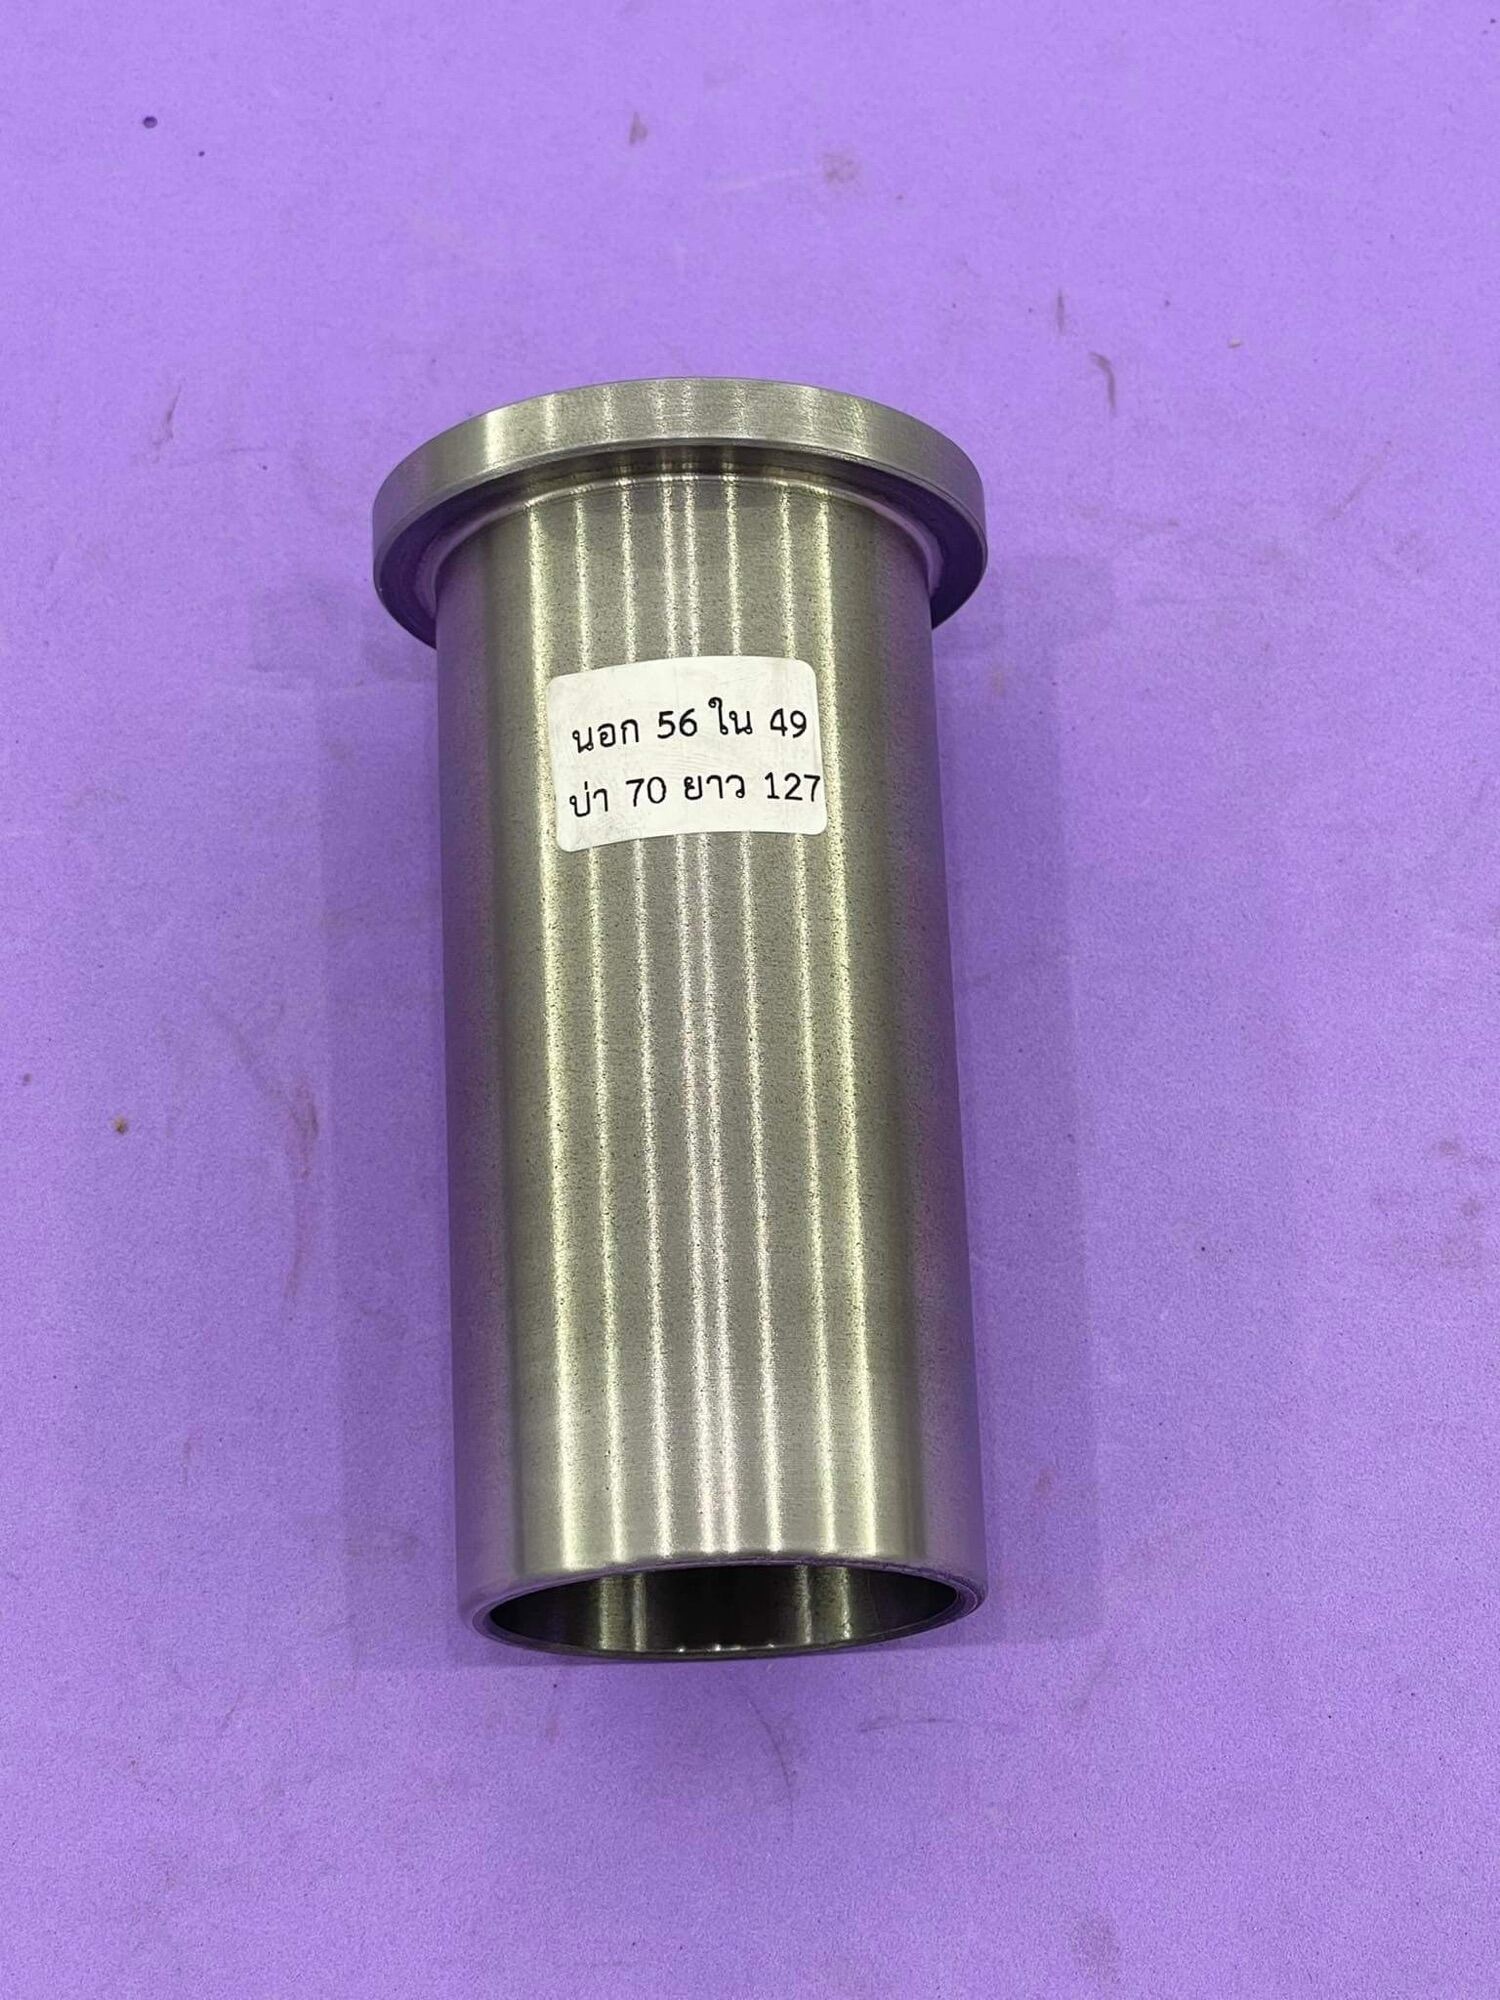 นอก 56 ใน 49
บ่า 70 ยาว 127